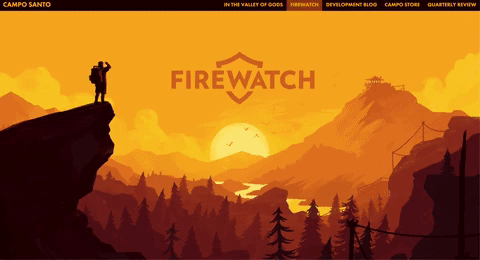 CAMPO SANTO
IN THE VALLEY OF GODS FIREWATCH DEVELOPMENT BLOG CAMPO STORE QUARTERLY REVIEW
FIREWATCH